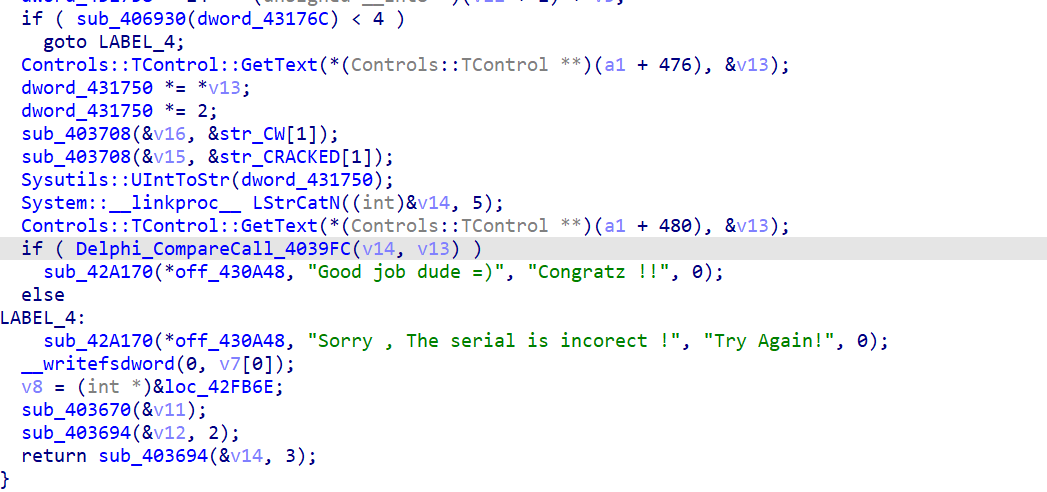 if ( sub_406930(dword_43176C) < 4 )
goto LABEL_4;
Controls::TControl::GetText(*(Controls::TControl **)(a1 + 476), &v13);
dword_431750 *= *v13;
dword_431750 *= 2;
sub_403708(&v16, &str_CW[1]);
sub_403708(&v15, &str_CRACKED[1]);
Sysutils::UIntToStr(dword_431750);
System::__linkproc__ LStrCatN((int)&v14, 5);
Controls::TControl::GetText(*(Controls::TControl **)(a1 + 480), &v13);
if ( Delphi_CompareCall_4039FC(v14, v13) )
sub_42A170(*off_430A48, "Good job dude =)", "Congratz !!", 0);
else
LABEL_4:
sub_42A170(*off_430A48, "Sorry , The serial is incorect !", "Try Again!", 0);
__writefsdword(0, v7[0]);
v8 = (int *)&loc_42FB6E;
sub_403670(&v11);
sub_403694(&v12, 2);
return sub_403694(&v14, 3);
}